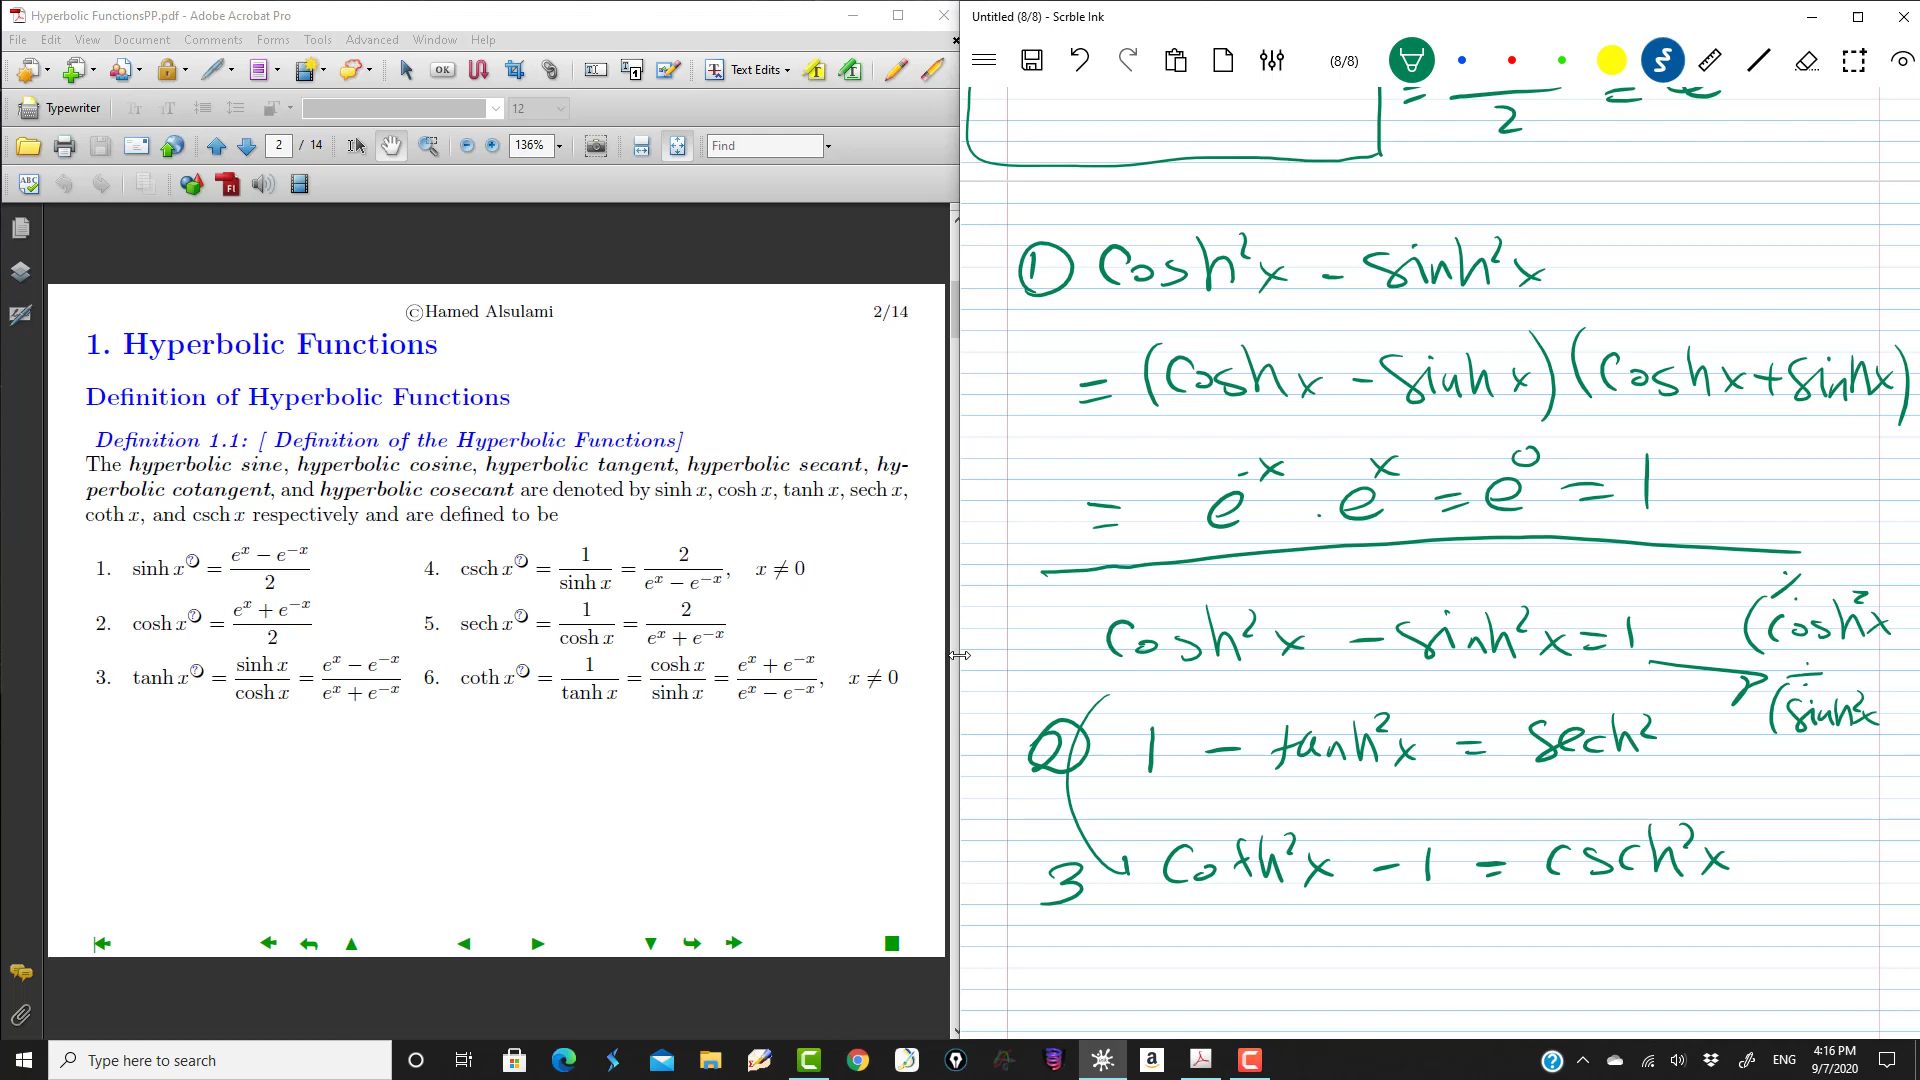 Hyperbolic FunctionsPP.pdf - Adobe Acrobat Pro
File Edit View Document Comments Forms Tools Advanced Window Help
OK Text Edits
Typewriter 12
2 / 14 136% Find
ABC
©Hamed Alsulami 2/14
1. Hyperbolic Functions
Definition of Hyperbolic Functions
Definition 1.1: [ Definition of the Hyperbolic Functions]
The hyperbolic sine, hyperbolic cosine, hyperbolic tangent, hyperbolic secant, hy-
perbolic cotangent, and hyperbolic cosecant are denoted by sinh x, cosh x, tanh x, sech x,
coth x, and csch x respectively and are defined to be
1. sinh x = (e^x − e^−x)/2
4. csch x = 1/sinh x = 2/(e^x − e^−x), x ≠ 0
2. cosh x = (e^x + e^−x)/2
5. sech x = 1/cosh x = 2/(e^x + e^−x)
3. tanh x = sinh x/cosh x = (e^x − e^−x)/(e^x + e^−x)
6. coth x = 1/tanh x = cosh x/sinh x = (e^x + e^−x)/(e^x − e^−x), x ≠ 0
Untitled (8/8) - Scrble Ink
(8/8)
= 2 =
① cosh²x - sinh²x
= (coshx - sinhx)(coshx + sinhx)
= e^-x . e^x = e^0 = 1
cosh²x - sinh²x = 1
(cosh²x
(sinh²x
② 1 - tanh²x = sech²
3 coth²x - 1 = csch²x
Type here to search
ENG
4:16 PM
9/7/2020